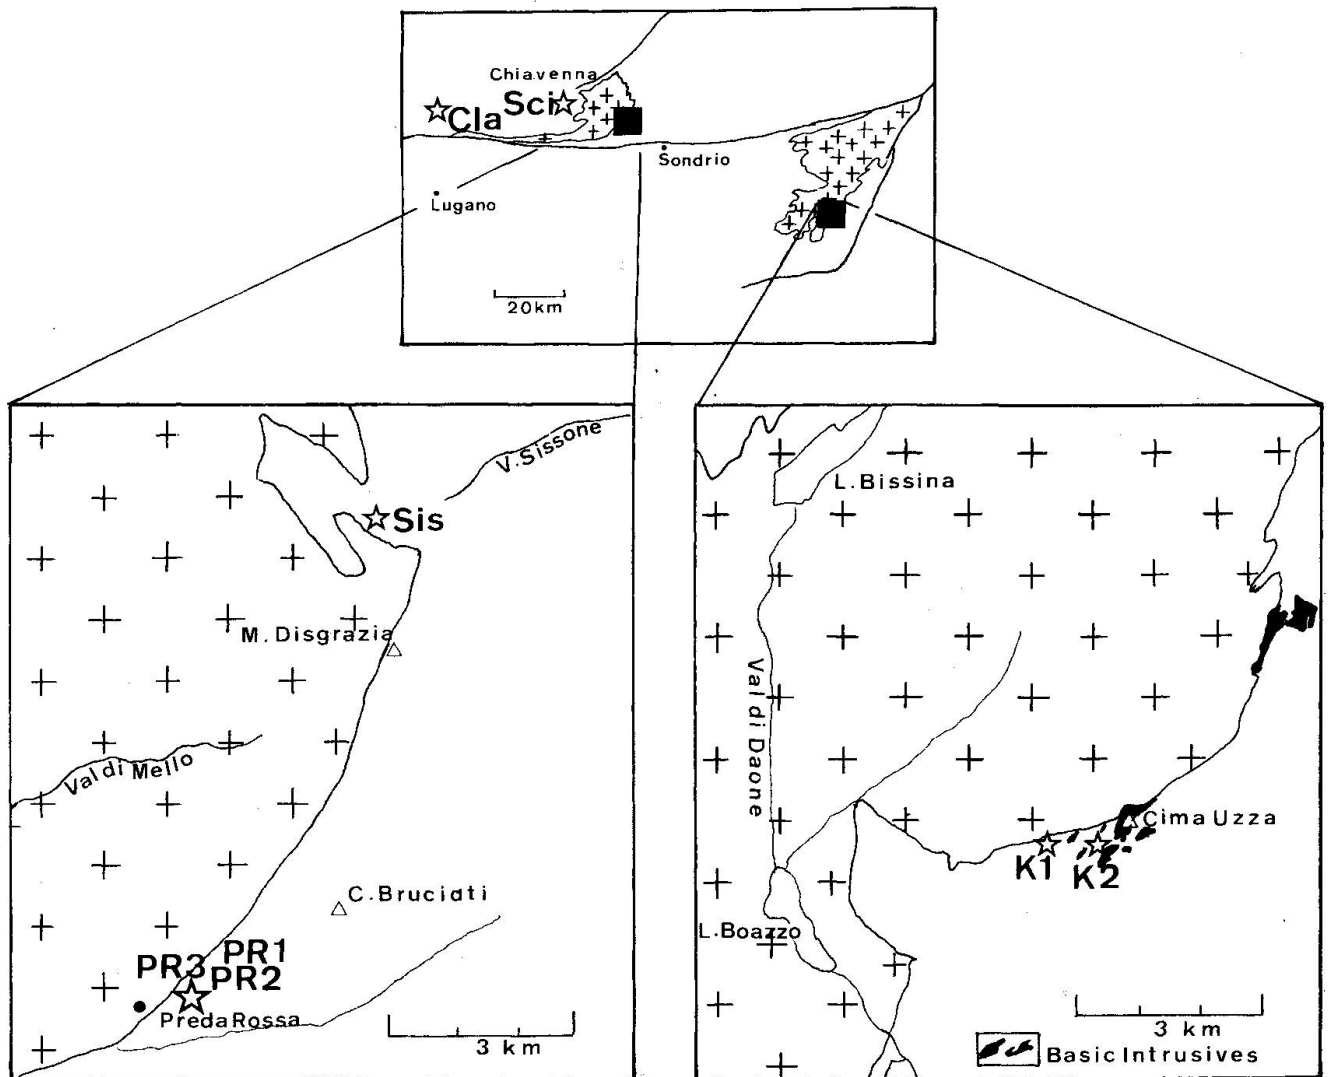 Chiavenna
Sci
Cla
Sondrio
Lugano
20km
V. Sissone
Sis
M. Disgrazia
Val di Mello
C. Bruciati
PR1
PR3
PR2
Preda Rossa
3 km
L. Bissina
Val di Daone
Cima Uzza
K1
K2
L. Boazzo
3 km
Basic Intrusives